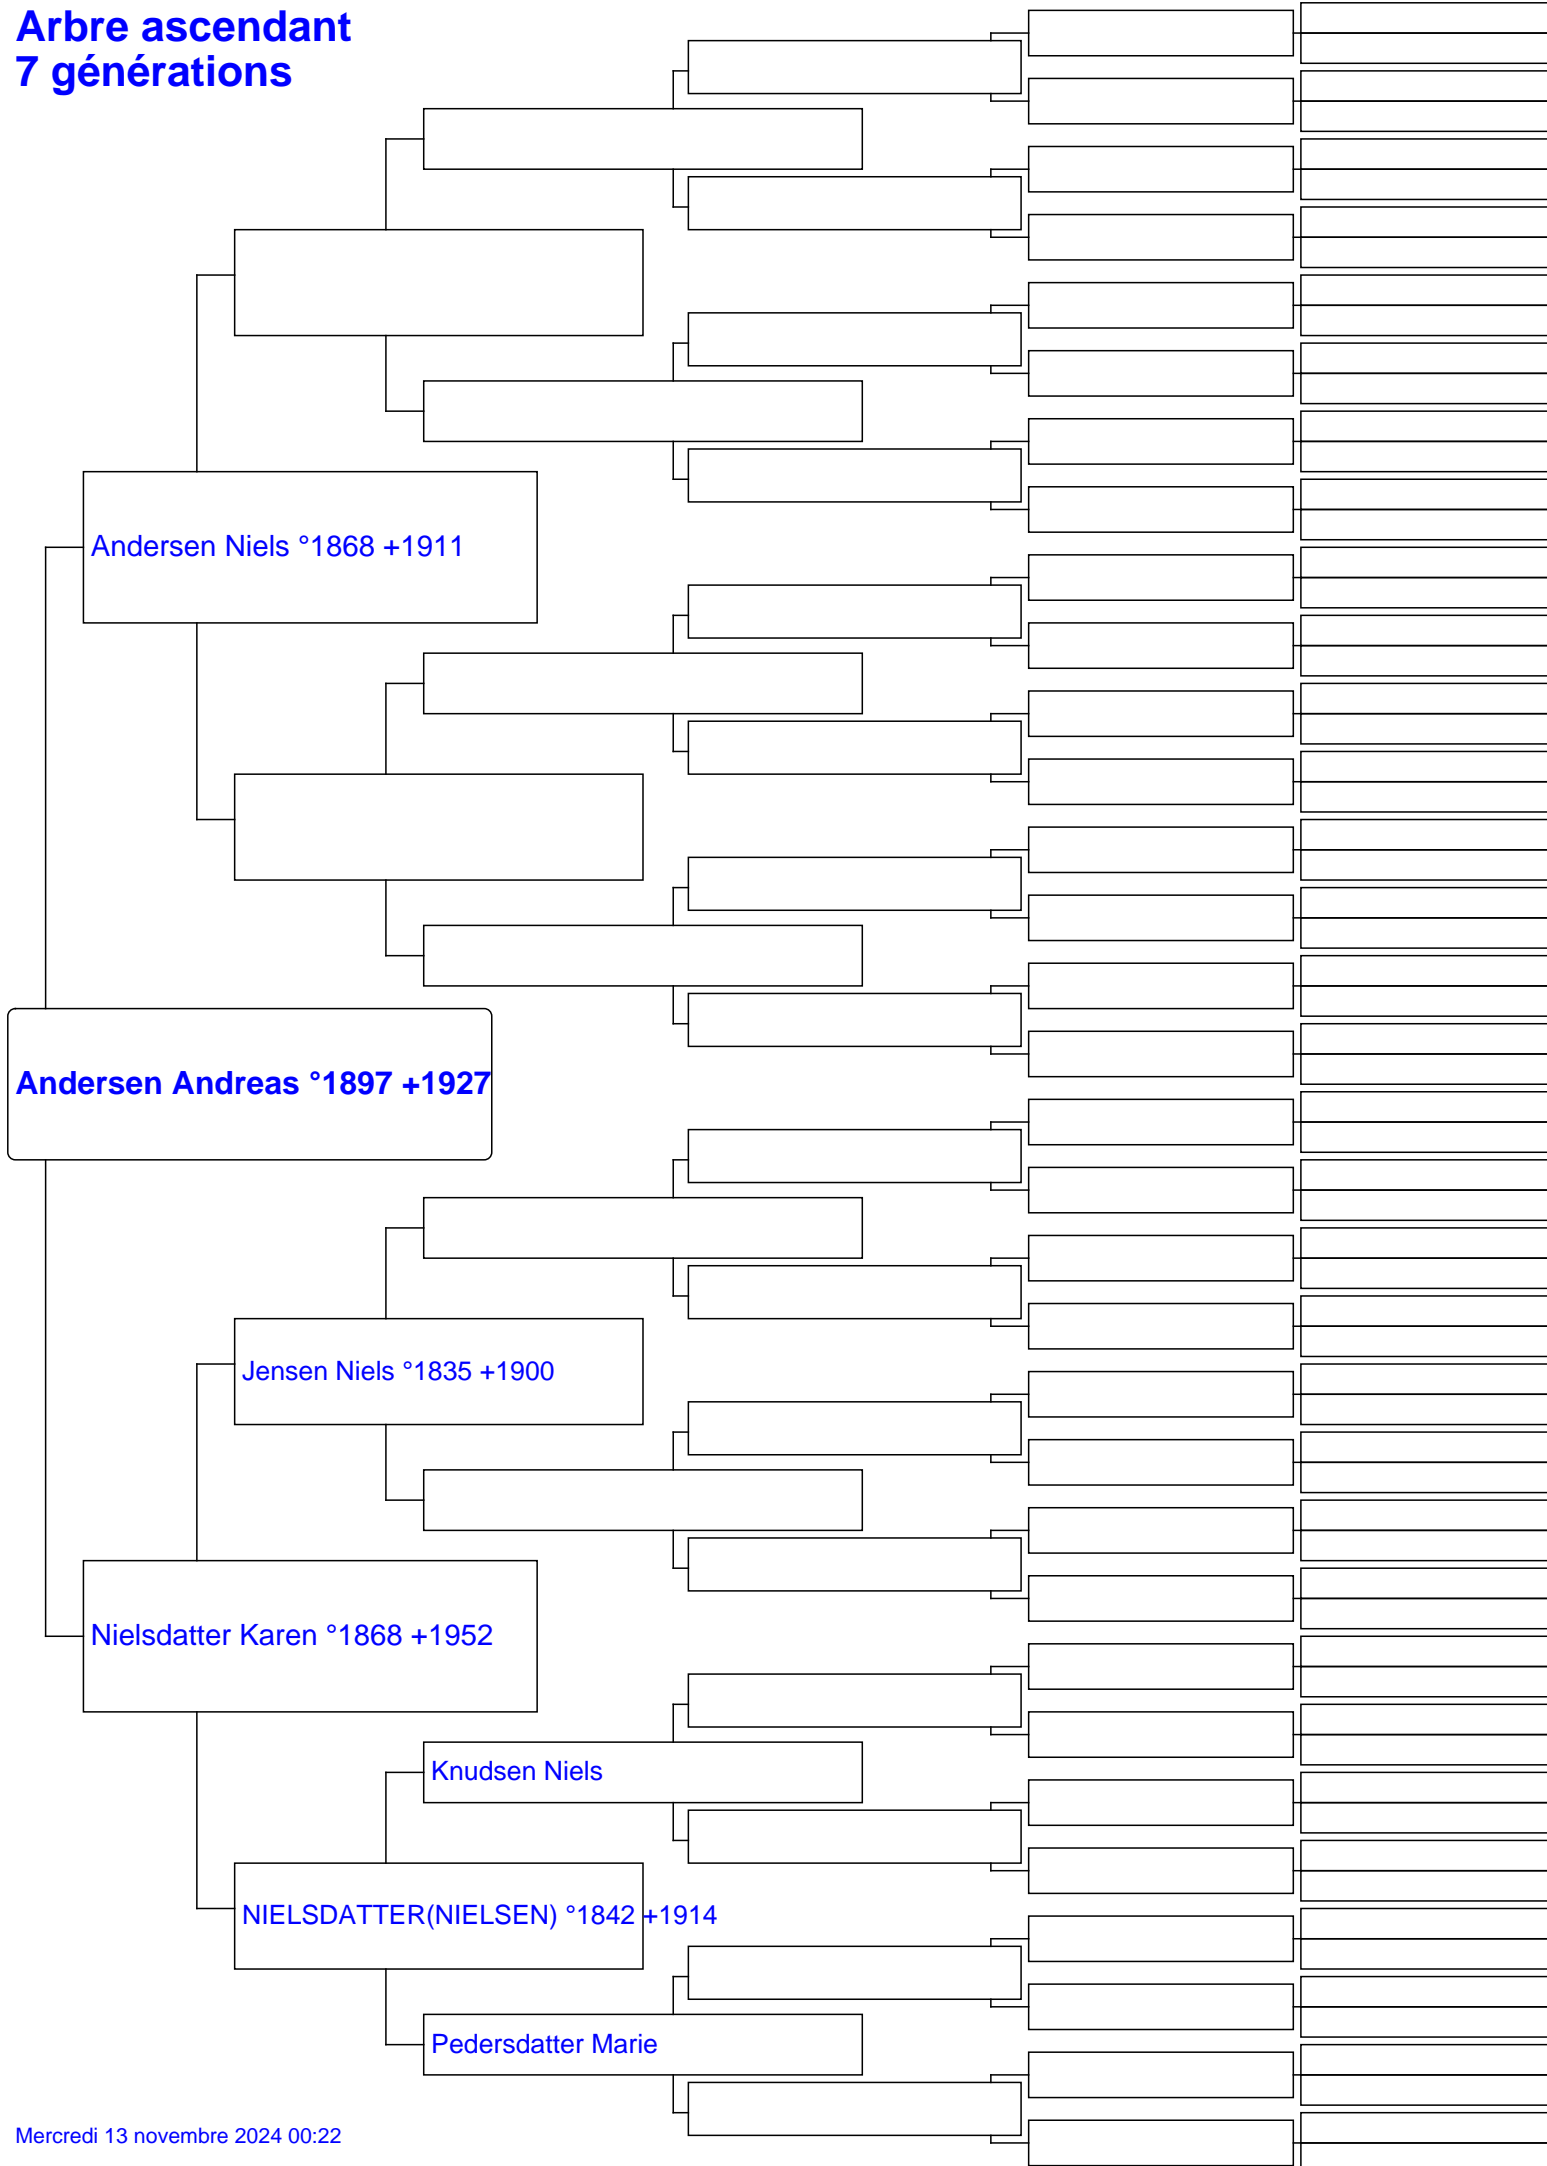 Arbre ascendant
7 générations
Andersen Niels °1868 +1911
Andersen Andreas °1897 +1927
Jensen Niels °1835 +1900
Nielsdatter Karen °1868 +1952
Knudsen Niels
NIELSDATTER(NIELSEN) °1842 +1914
Pedersdatter Marie
Mercredi 13 novembre 2024 00:22